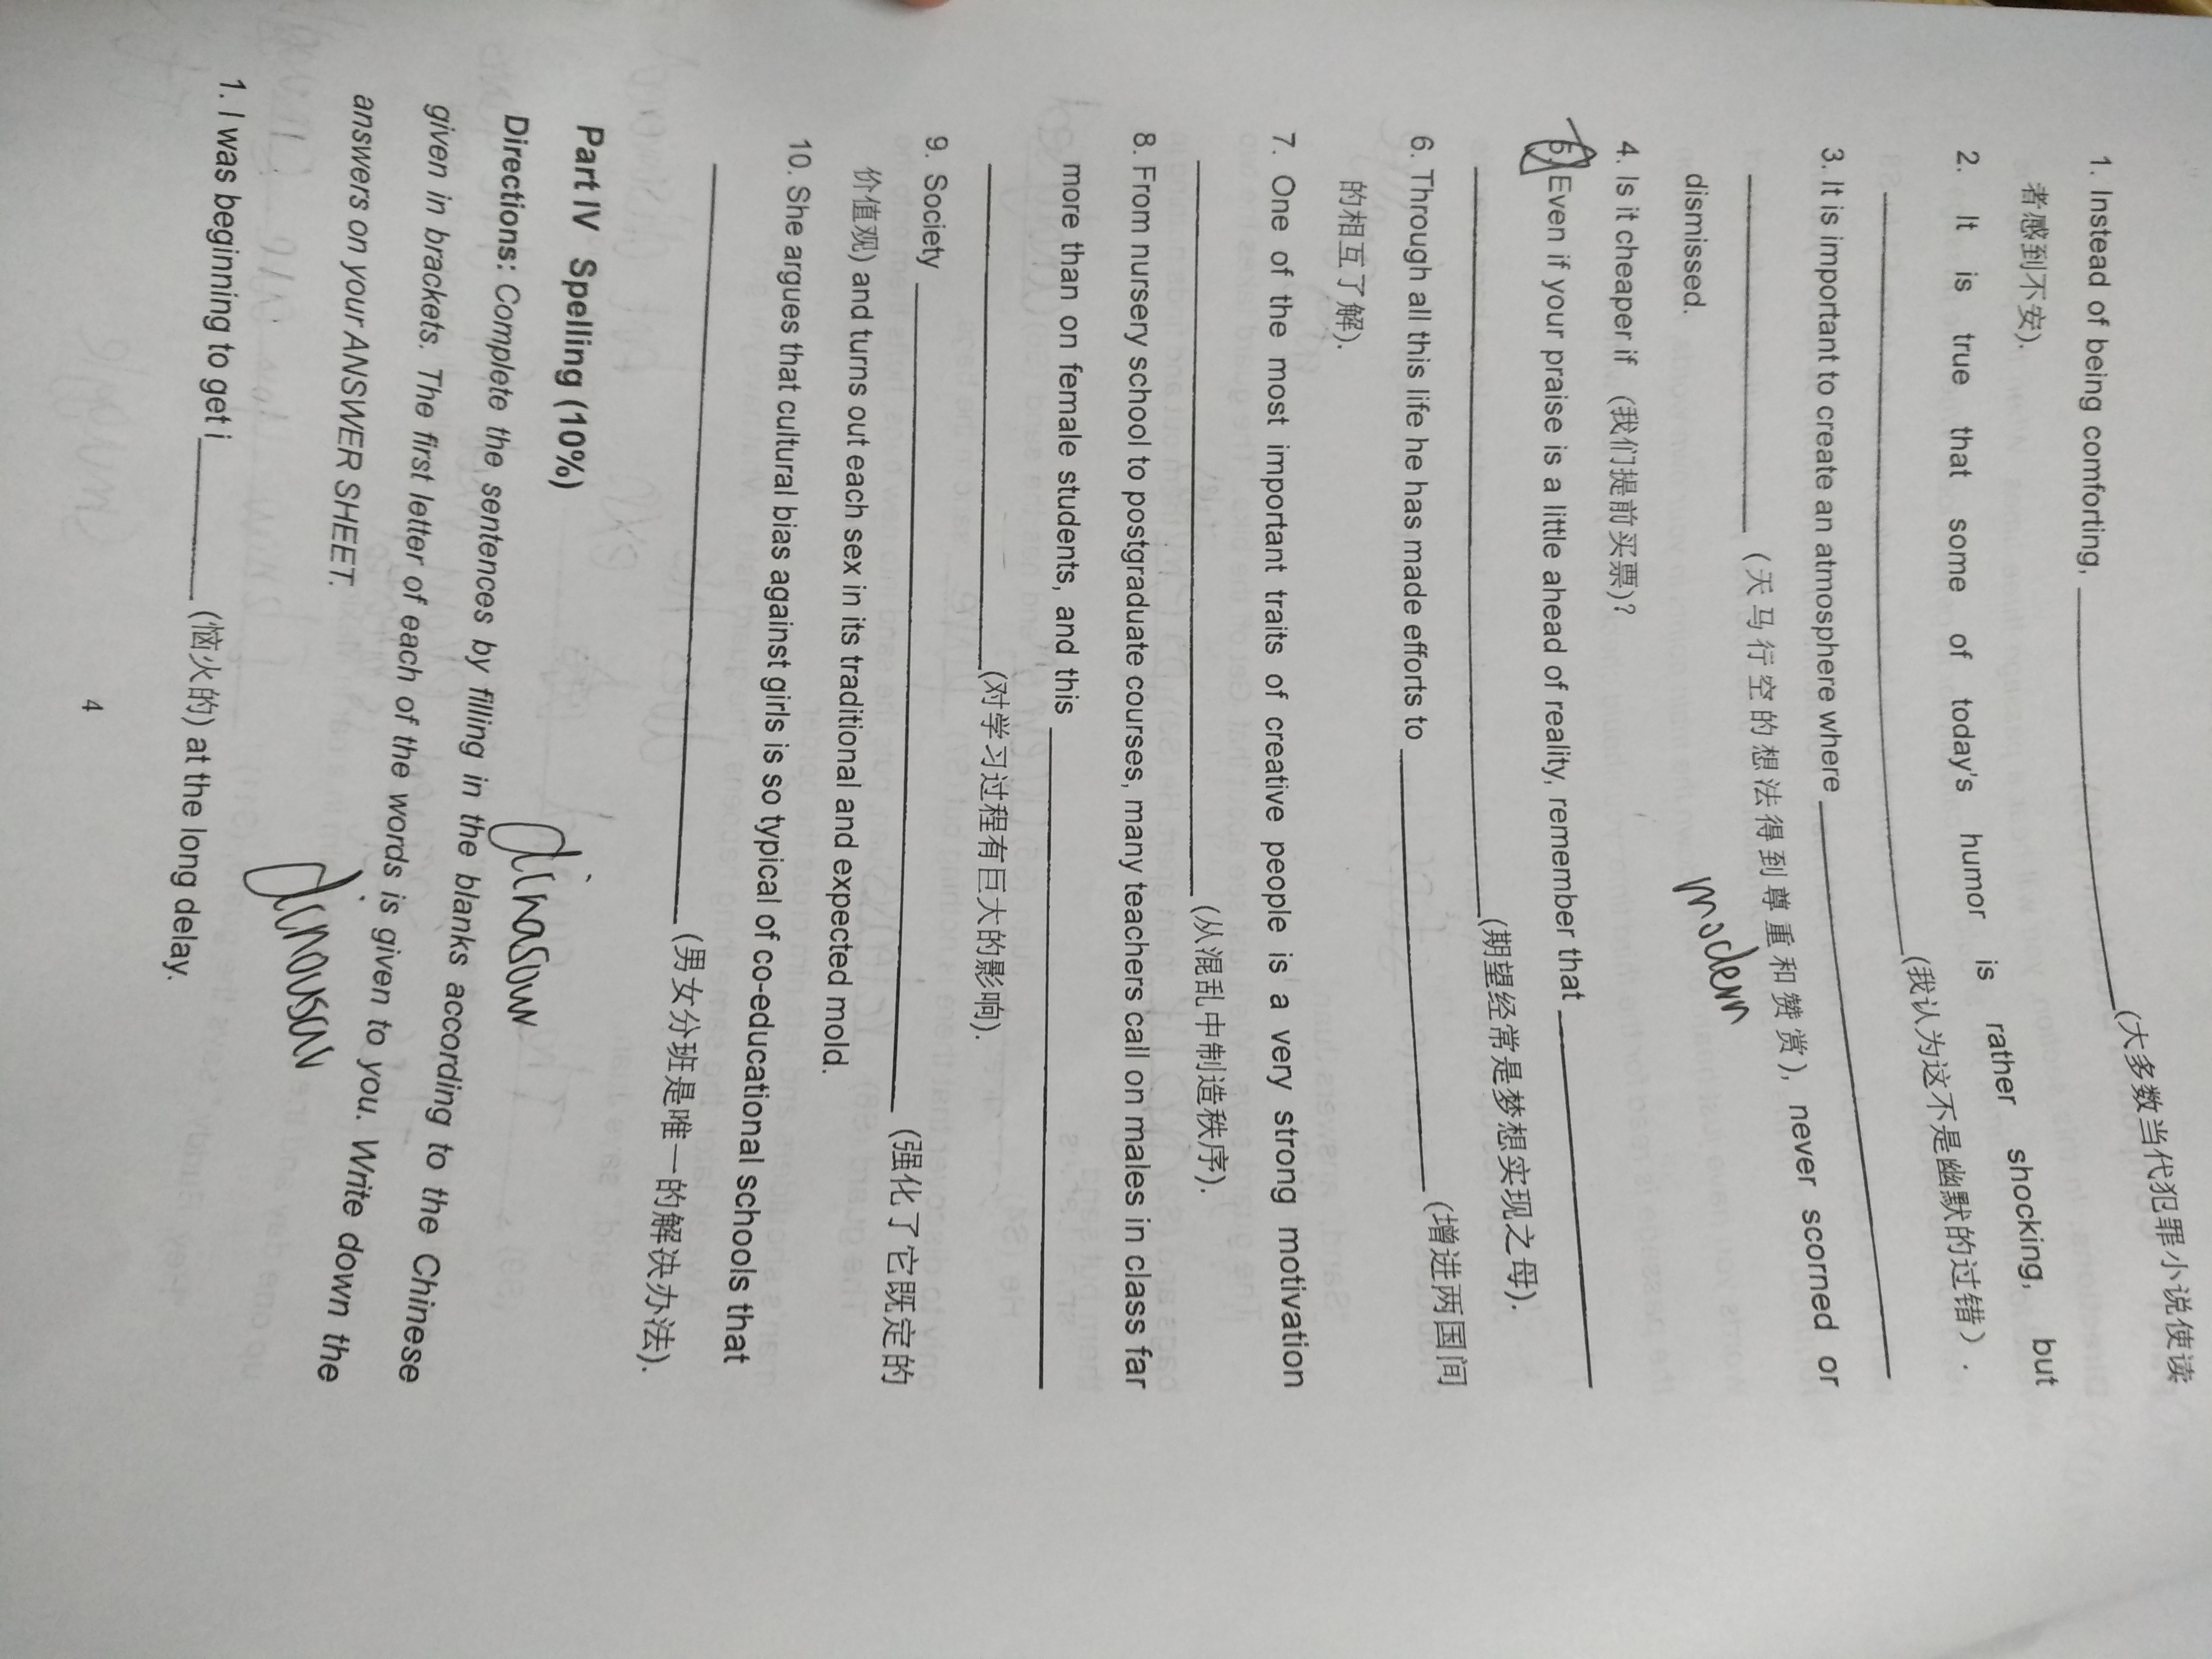 1. Instead of being comforting, ____________ (大多数当代犯罪小说使读
者感到不安).
2. It is true that some of today's humor is rather shocking, but
____________ (我认为这不是幽默的过错）.
3. It is important to create an atmosphere where ____________
____________ (天马行空的想法得到尊重和赞赏), never scorned or
modern
dismissed.
4. Is it cheaper if (我们提前买票)?
5. Even if your praise is a little ahead of reality, remember that ____________
____________ (期望经常是梦想实现之母).
6. Through all this life he has made efforts to ____________ (增进两国间
的相互了解).
7. One of the most important traits of creative people is a very strong motivation
____________ (从混乱中制造秩序).
8. From nursery school to postgraduate courses, many teachers call on males in class far
more than on female students, and this ____________
____________ (对学习过程有巨大的影响).
9. Society ____________ (强化了它既定的
价值观) and turns out each sex in its traditional and expected mold.
10. She argues that cultural bias against girls is so typical of co-educational schools that
____________ (男女分班是唯一的解决办法).
Part IV Spelling (10%)
dinasour
Directions: Complete the sentences by filling in the blanks according to the Chinese
given in brackets. The first letter of each of the words is given to you. Write down the
answers on your ANSWER SHEET.
dinousar
1. I was beginning to get i________ (恼火的) at the long delay.
4